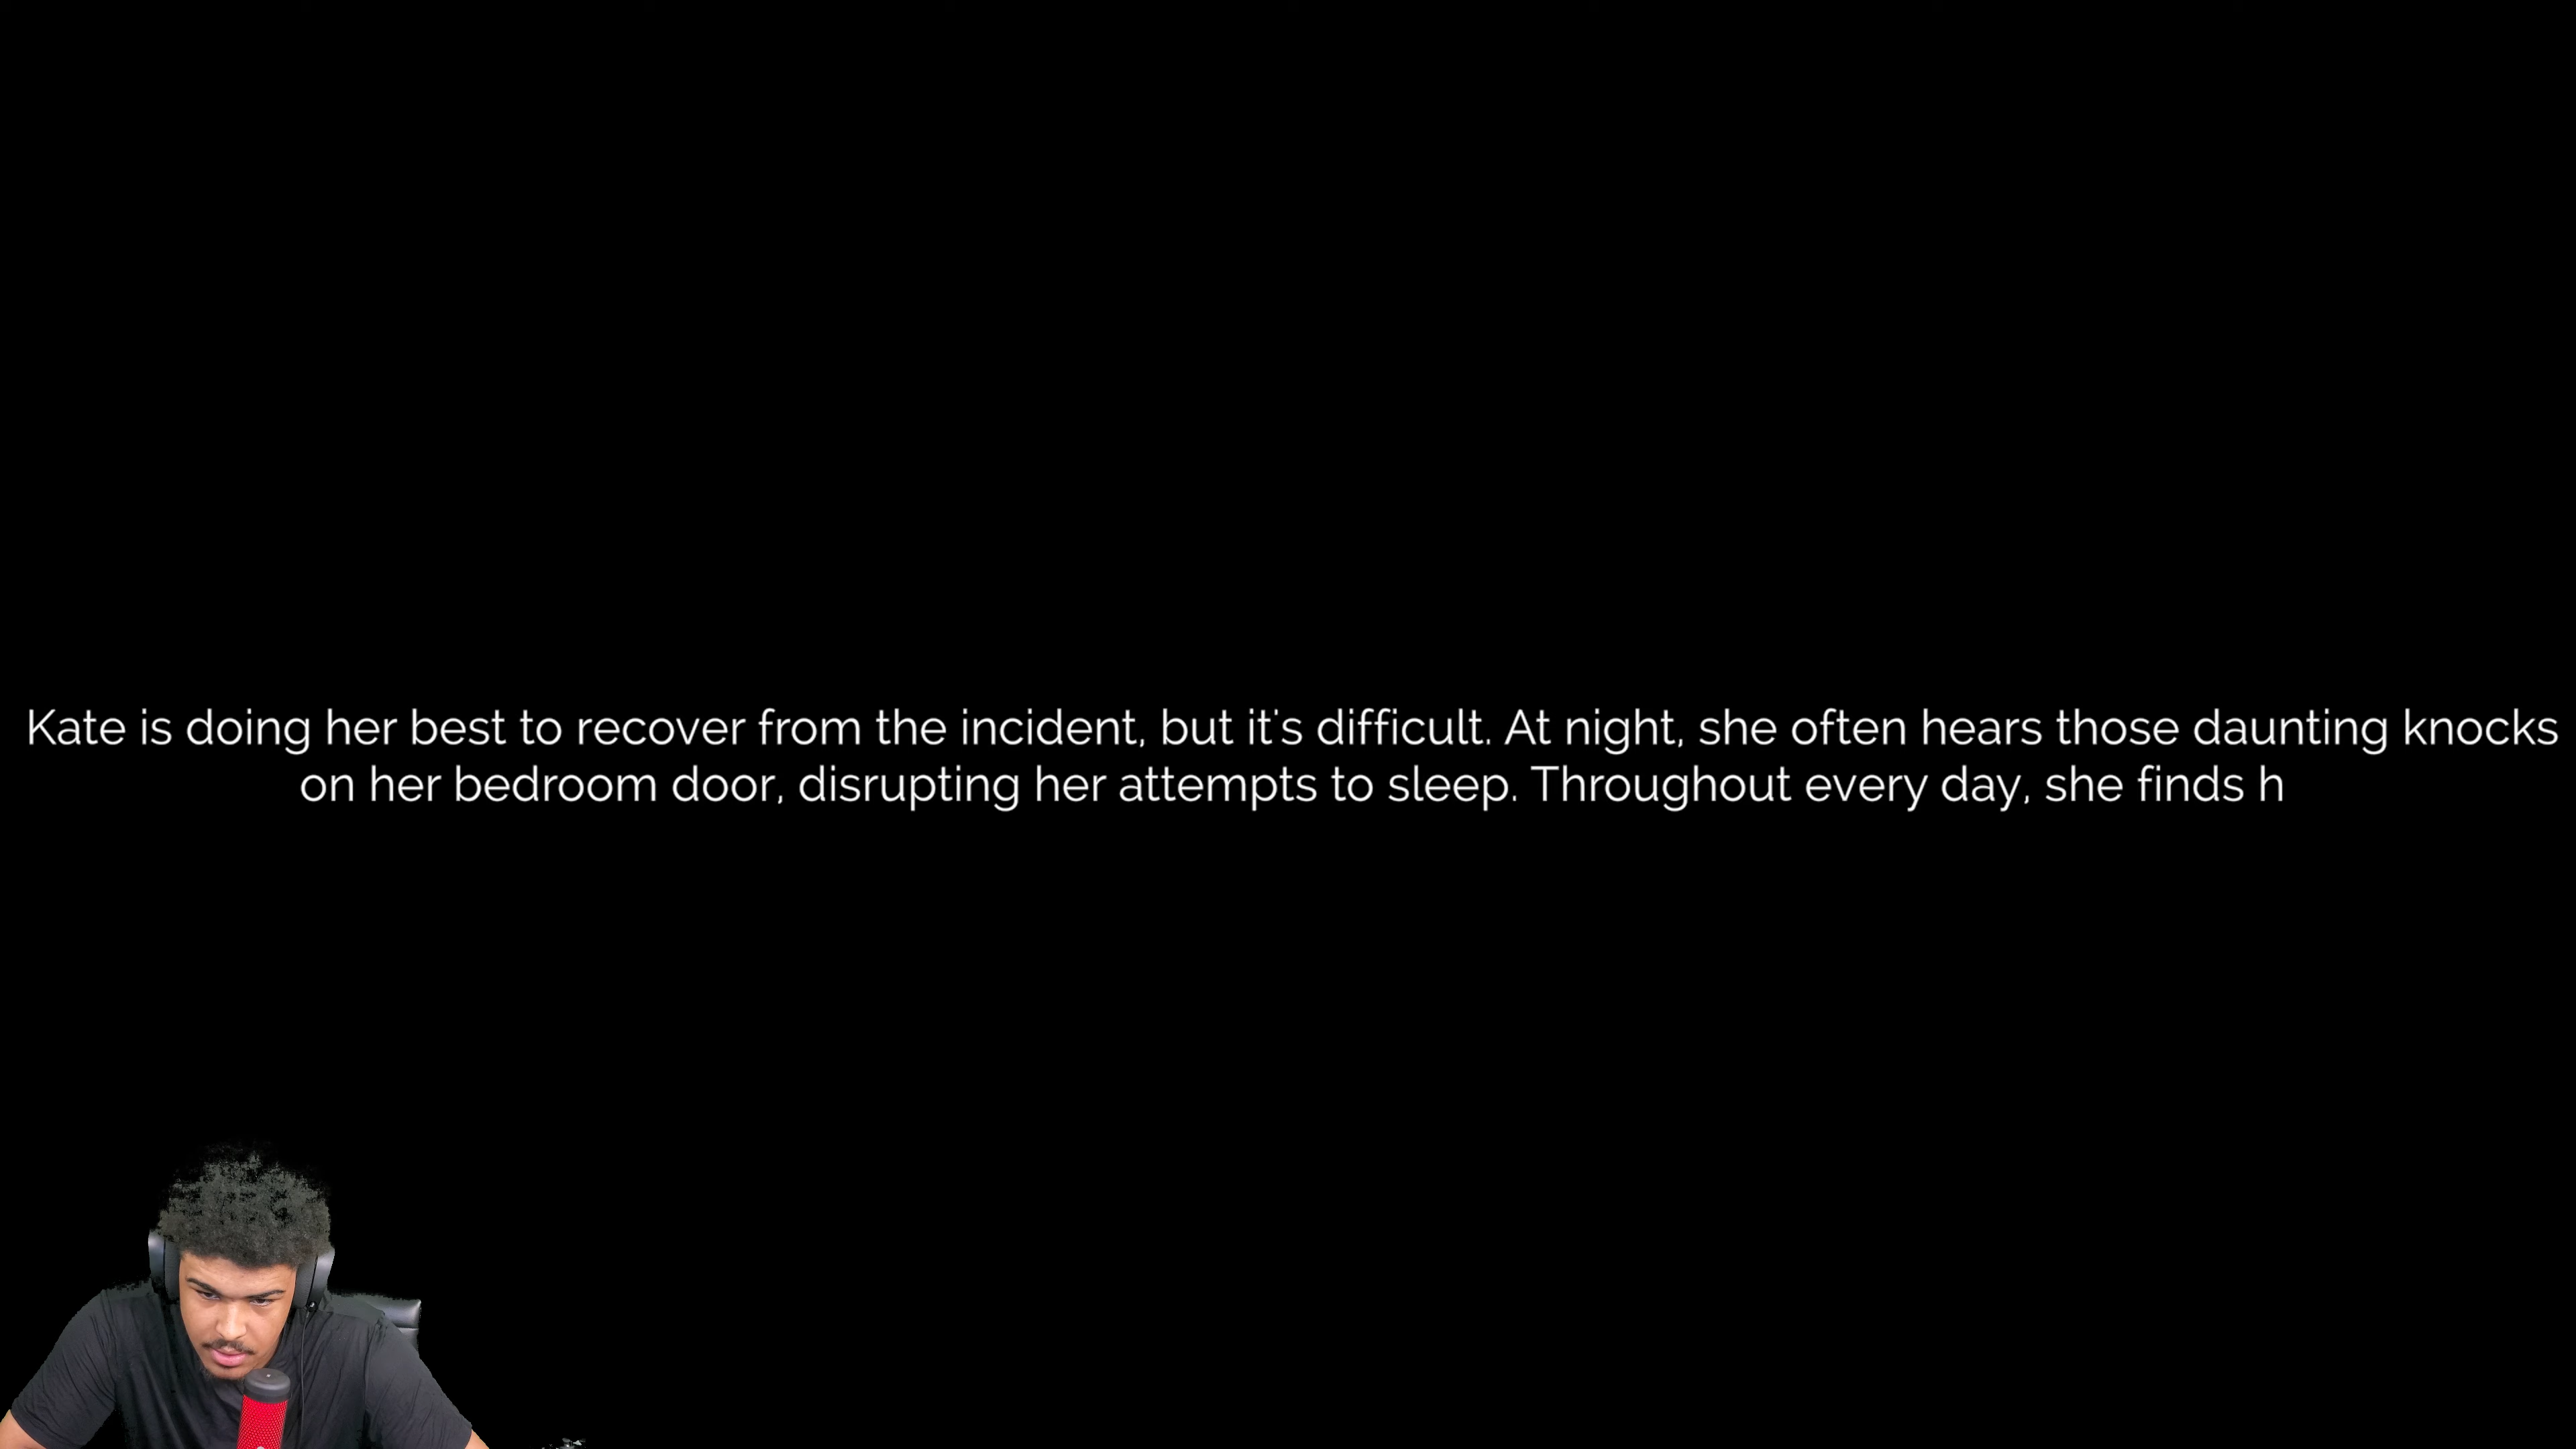 Kate is doing her best to recover from the incident, but it's difficult. At night, she often hears those daunting knocks
on her bedroom door, disrupting her attempts to sleep. Throughout every day, she finds h